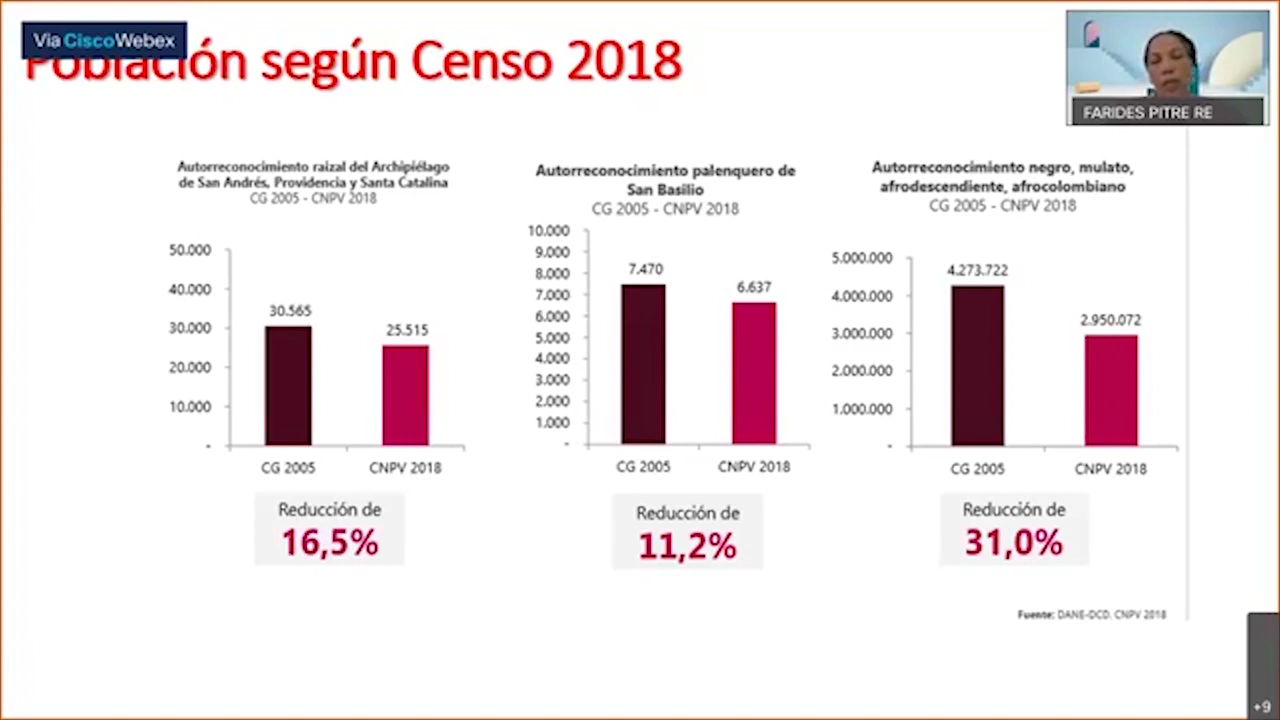 Vía CiscoWebex
Población según Censo 2018
FARIDES PITRE RE
Autorreconocimiento raizal del Archipiélago
de San Andrés, Providencia y Santa Catalina
CG 2005 - CNPV 2018
50.000
40.000
30.000
20.000
10.000
-
30.565
25.515
CG 2005
CNPV 2018
Reducción de
16,5%
Autorreconocimiento palenquero de
San Basilio
CG 2005 - CNPV 2018
10.000
9.000
8.000
7.000
6.000
5.000
4.000
3.000
2.000
1.000
-
7.470
6.637
CG 2005
CNPV 2018
Reducción de
11,2%
Autorreconocimiento negro, mulato,
afrodescendiente, afrocolombiano
CG 2005 - CNPV 2018
5.000.000
4.000.000
3.000.000
2.000.000
1.000.000
-
4.273.722
2.950.072
CG 2005
CNPV 2018
Reducción de
31,0%
Fuente: DANE-DCD. CNPV 2018
+9